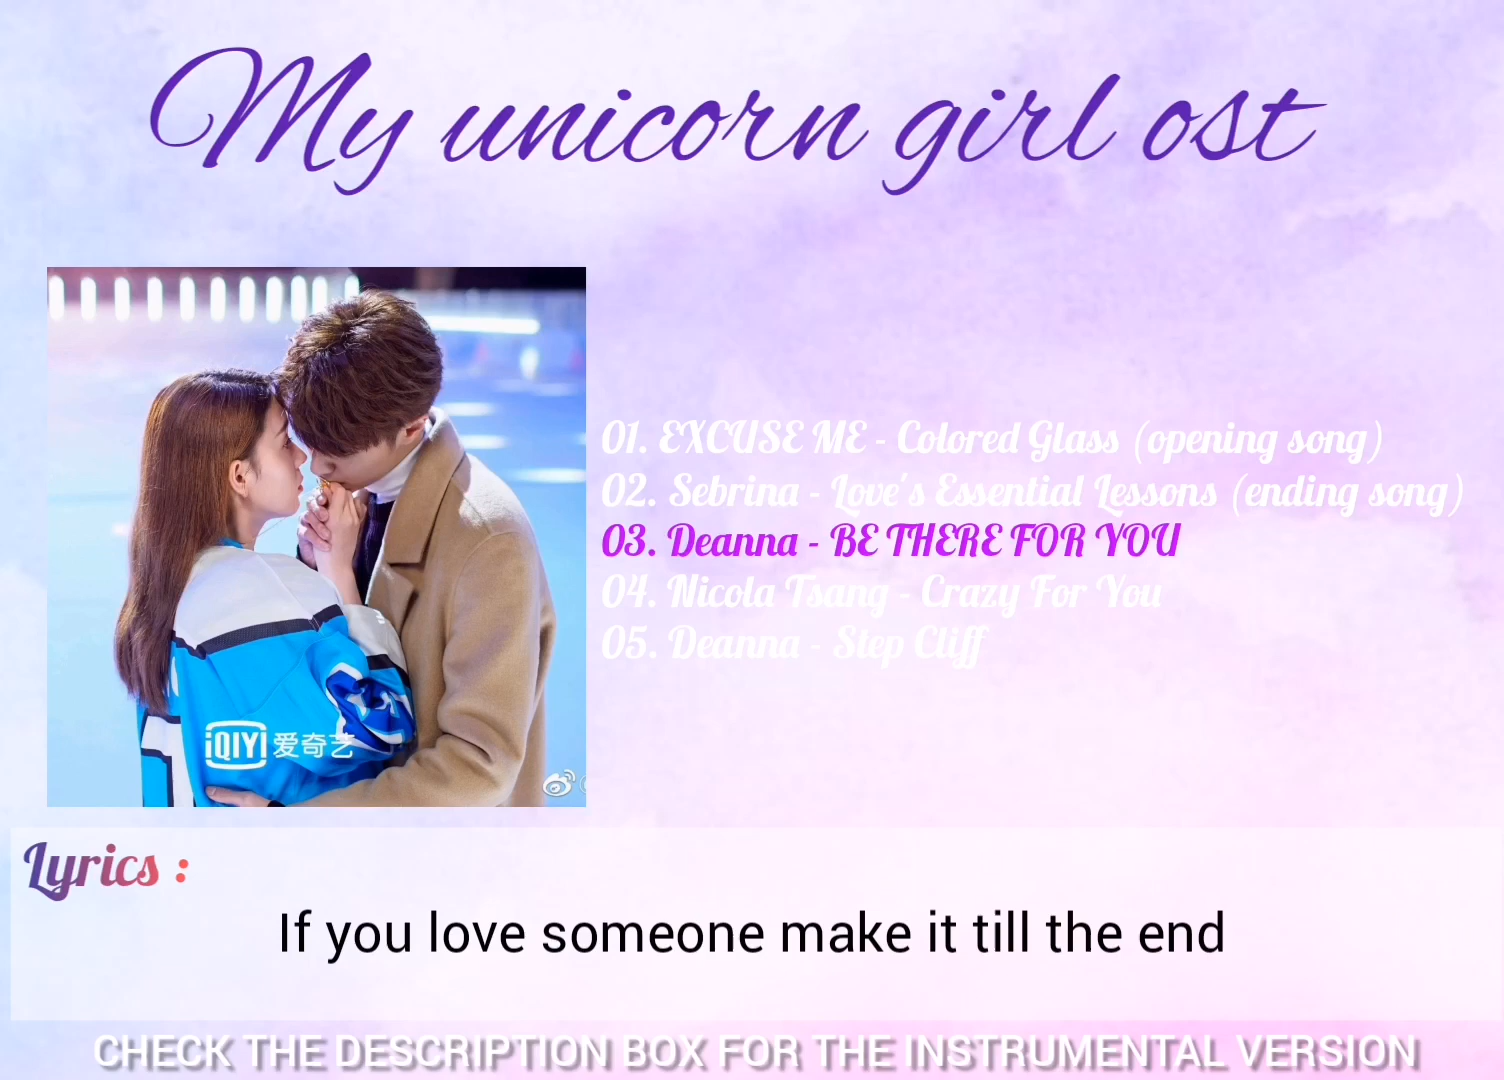 My unicorn girl ost
01. EXCUSE ME - Colored Glass (opening song)
02. Sebrina - Love's Essential Lessons (ending song)
03. Deanna - BE THERE FOR YOU
04. Nicola Tsang - Crazy For You
05. Deanna - Step Cliff
iQIYI 爱奇艺
Lyrics :
If you love someone make it till the end
CHECK THE DESCRIPTION BOX FOR THE INSTRUMENTAL VERSION